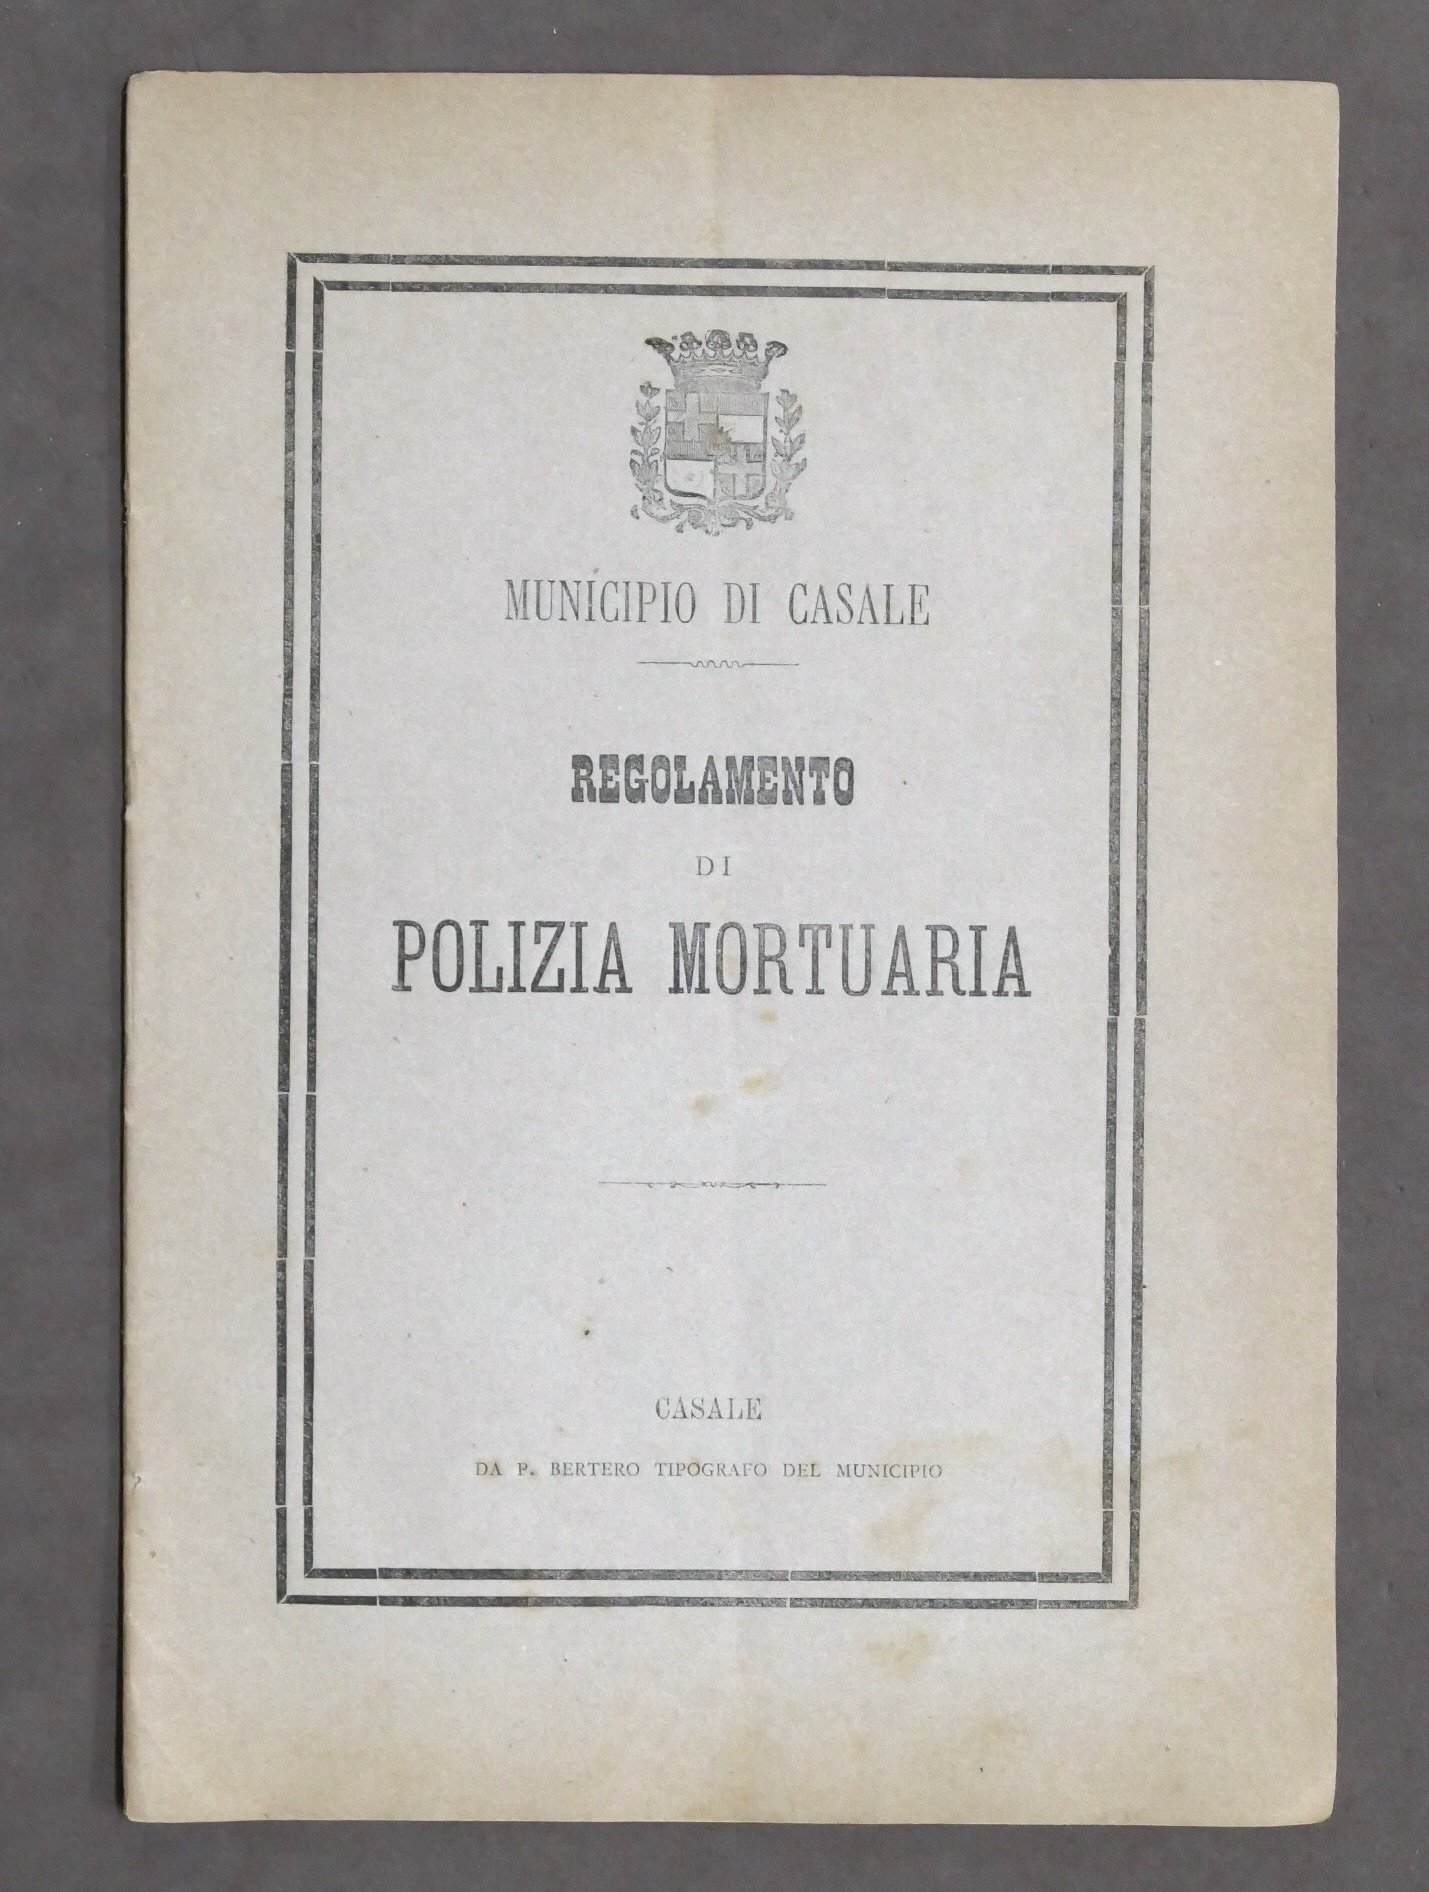 MUNICIPIO DI CASALE
REGOLAMENTO
DI
POLIZIA MORTUARIA
CASALE
DA P. BERTERO TIPOGRAFO DEL MUNICIPIO